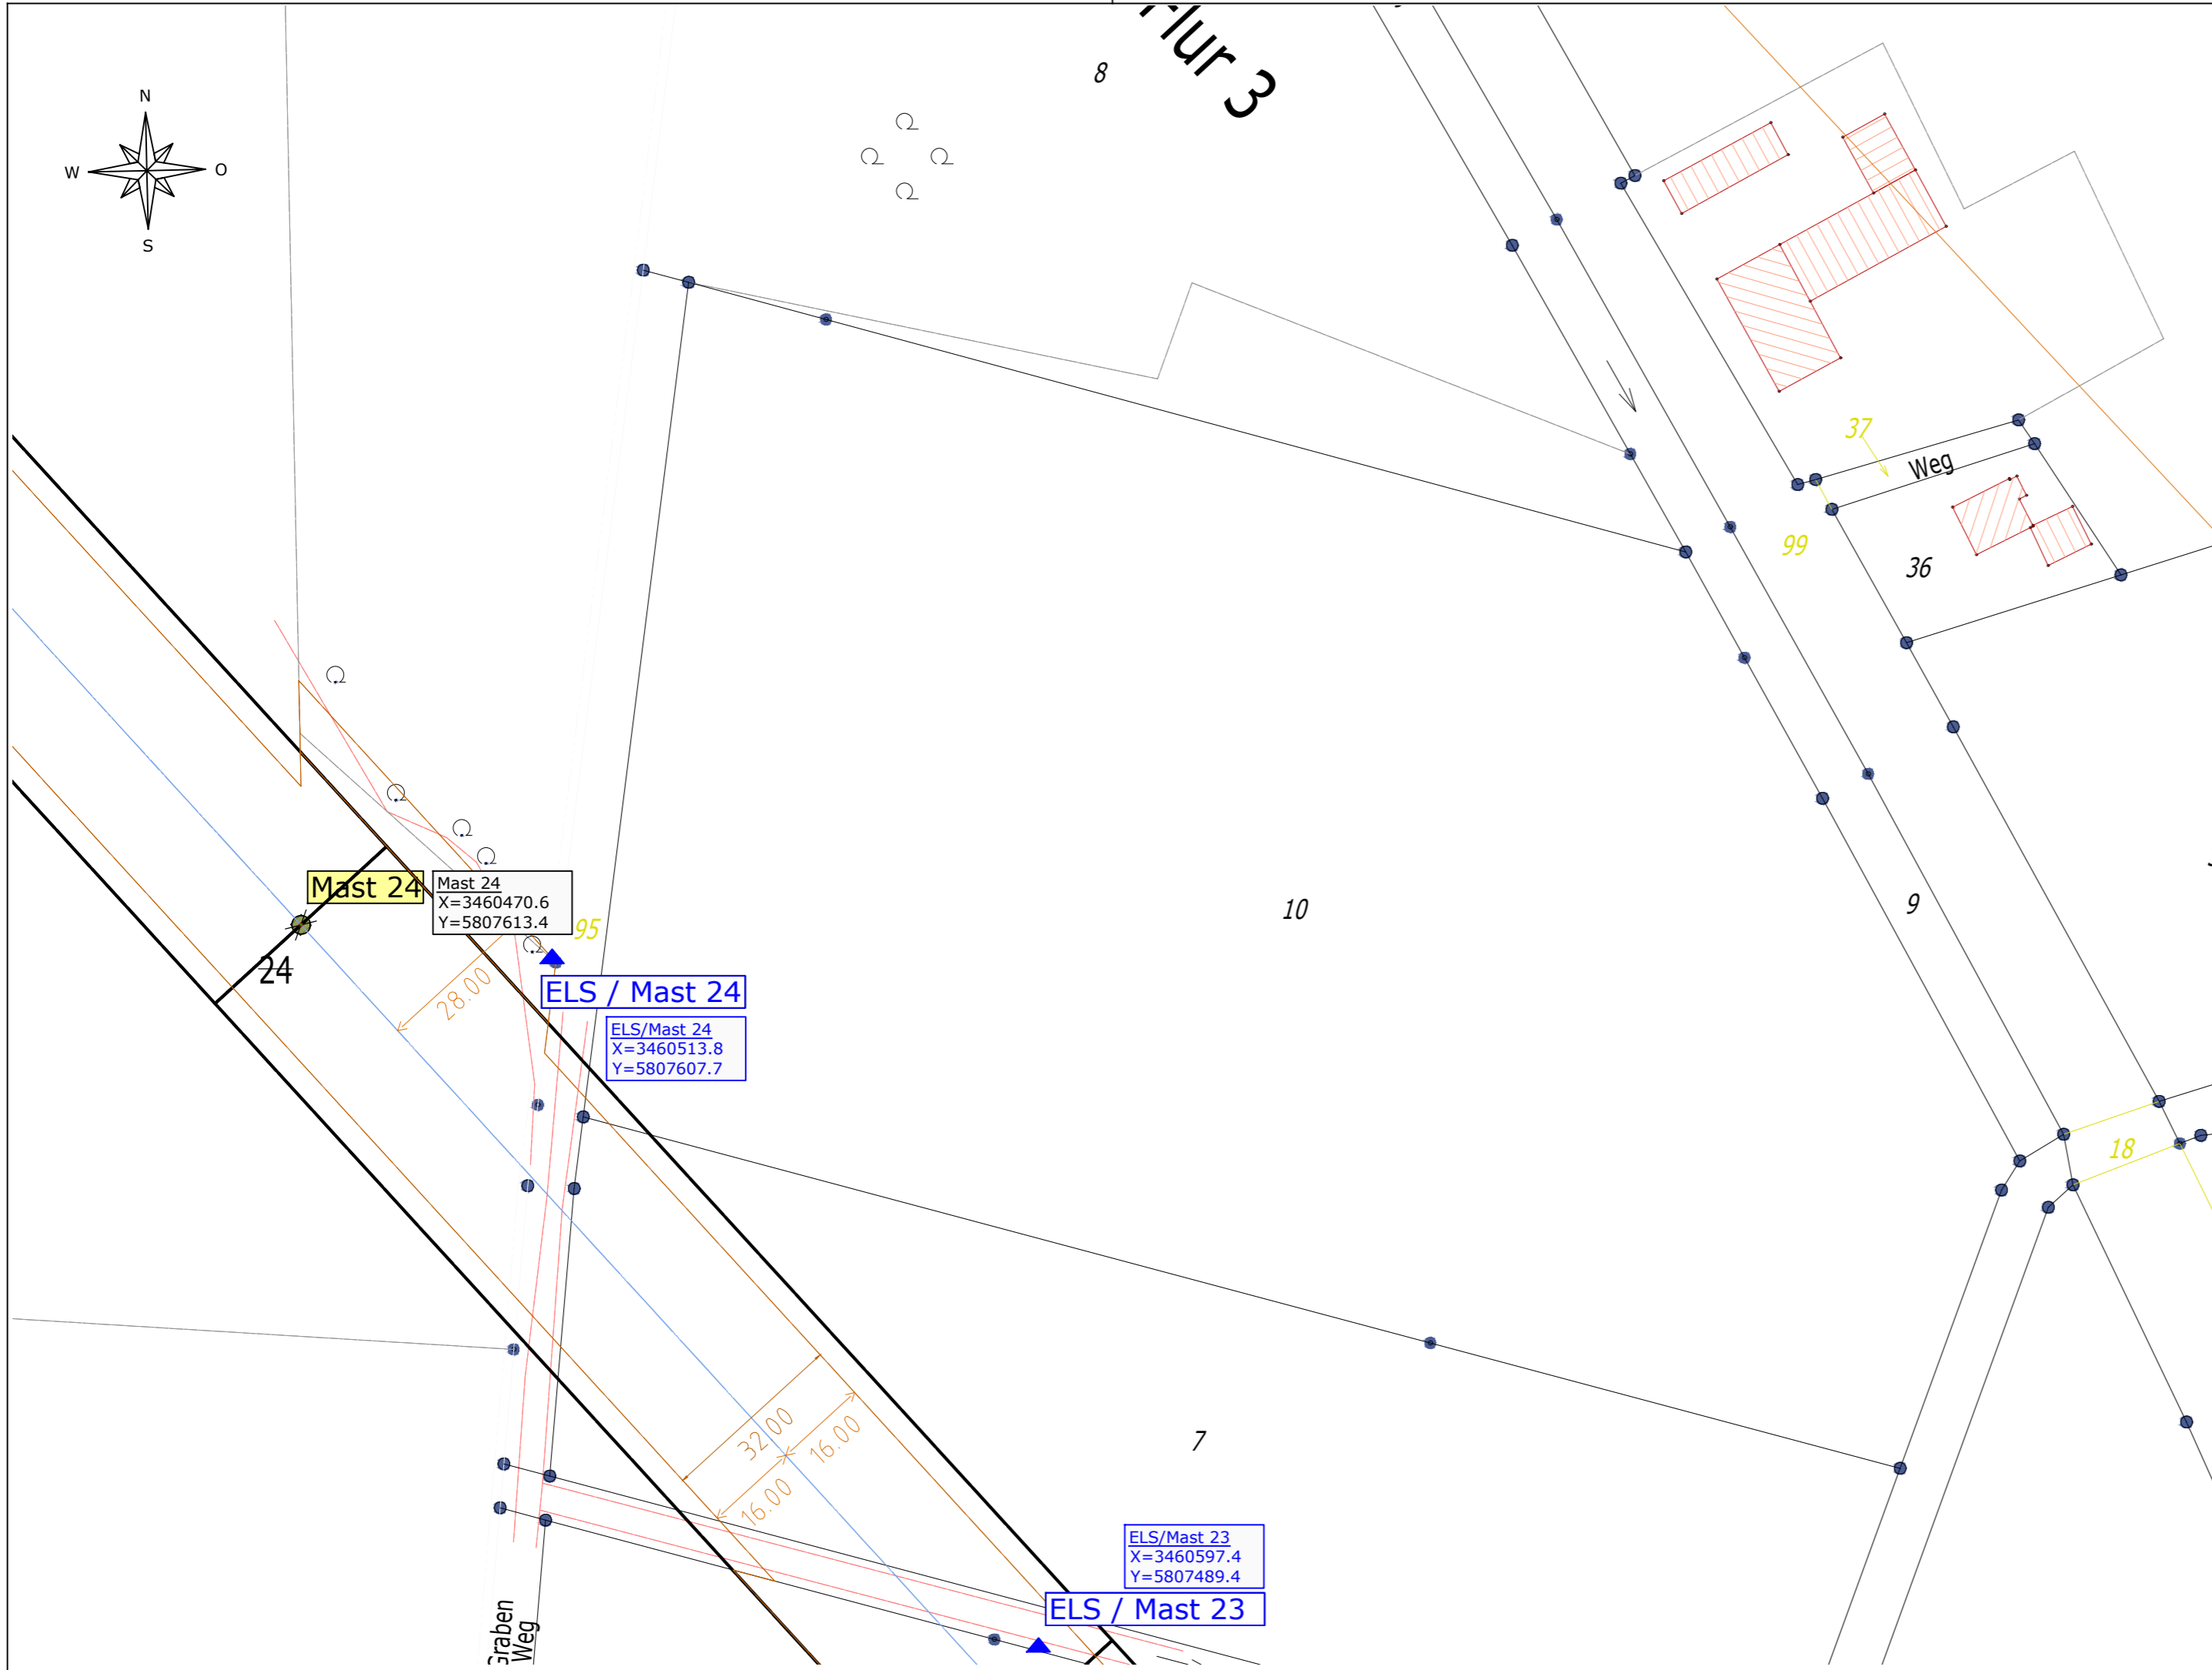 8
3
N
W
O
S
37
Weg
99
36
Mast 24
Mast 24
X=3460470.6
Y=5807613.4
10
9
95
24
28.00
ELS / Mast 24
ELS/Mast 24
X=3460513.8
Y=5807607.7
18
32.00
16.00
16.00
7
ELS/Mast 23
X=3460597.4
Y=5807489.4
ELS / Mast 23
Weg